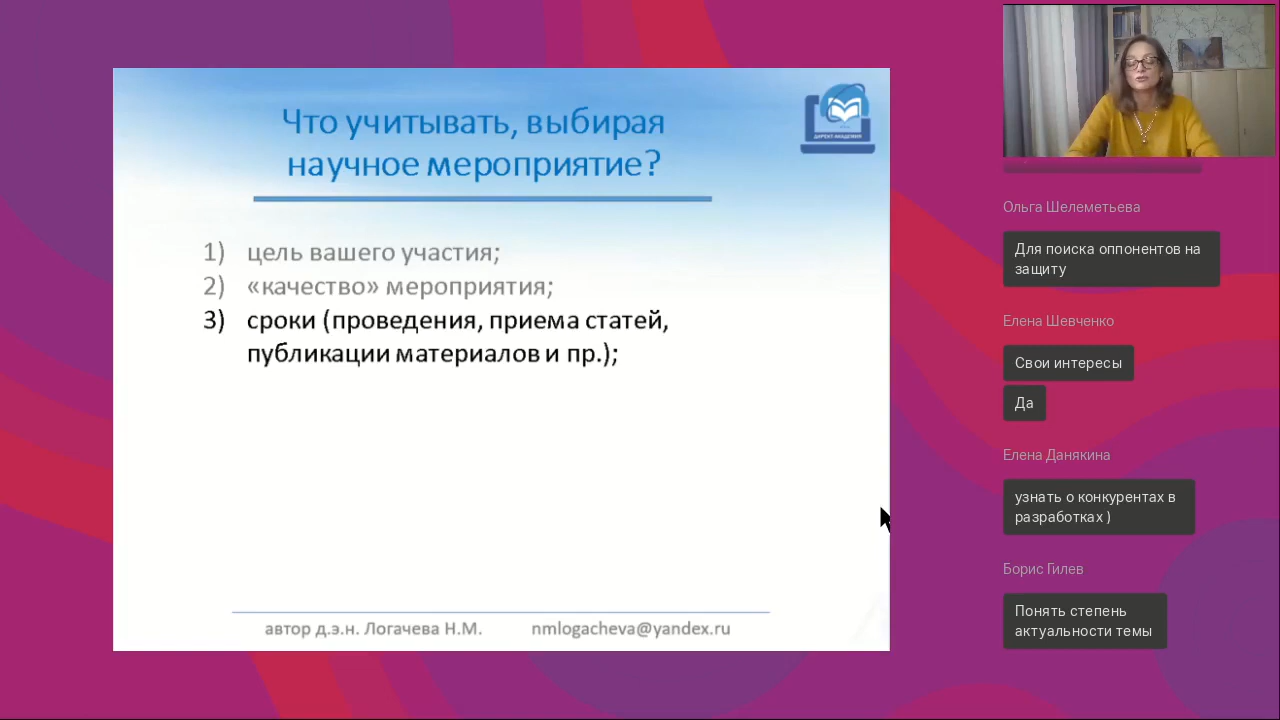 Что учитывать, выбирая
научное мероприятие?
ДИРЕКТ-АКАДЕМИЯ
1) цель вашего участия;
2) «качество» мероприятия;
3) сроки (проведения, приема статей,
публикации материалов и пр.);
автор д.э.н. Логачева Н.М. nmlogacheva@yandex.ru
Ольга Шелеметьева
Для поиска оппонентов на
защиту
Елена Шевченко
Свои интересы
Да
Елена Данякина
узнать о конкурентах в
разработках )
Борис Гилев
Понять степень
актуальности темы